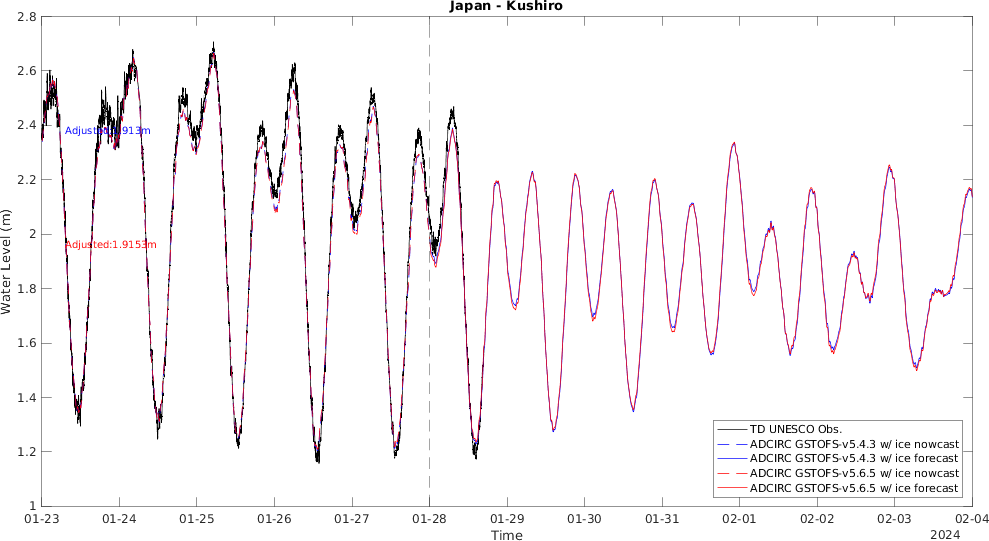 Japan - Kushiro
2.8
2.6
2.4
2.2
2
1.8
1.6
1.4
1.2
1
Water Level (m)
Adjusted:1.913m
Adjusted:1.9153m
TD UNESCO Obs.
ADCIRC GSTOFS-v5.4.3 w/ ice nowcast
ADCIRC GSTOFS-v5.4.3 w/ ice forecast
ADCIRC GSTOFS-v5.6.5 w/ ice nowcast
ADCIRC GSTOFS-v5.6.5 w/ ice forecast
01-23 01-24 01-25 01-26 01-27 01-28 01-29 01-30 01-31 02-01 02-02 02-03 02-04
Time
2024